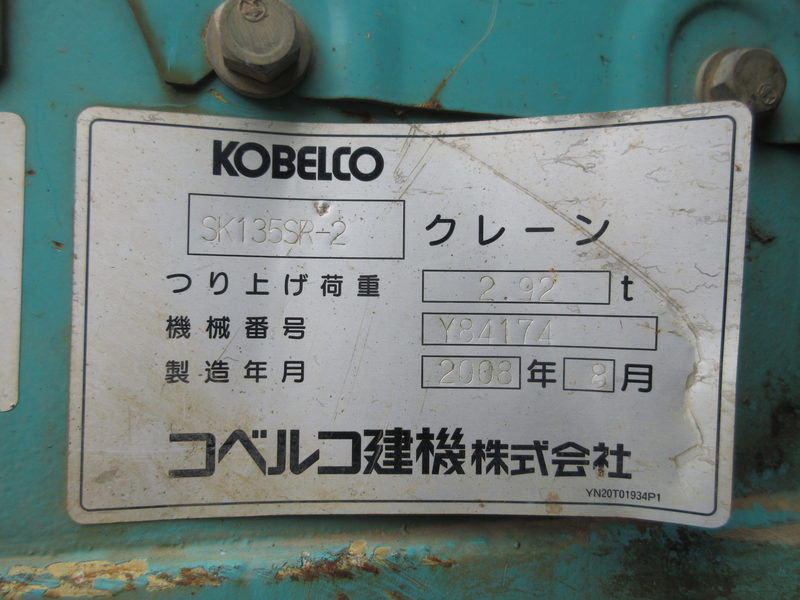 KOBELCO
SK135SR-2 クレーン
つり上げ荷重 2.92 t
機械番号 Y84174
製造年月 2008 年 8 月
コベルコ建機株式会社
YN20T01934P1